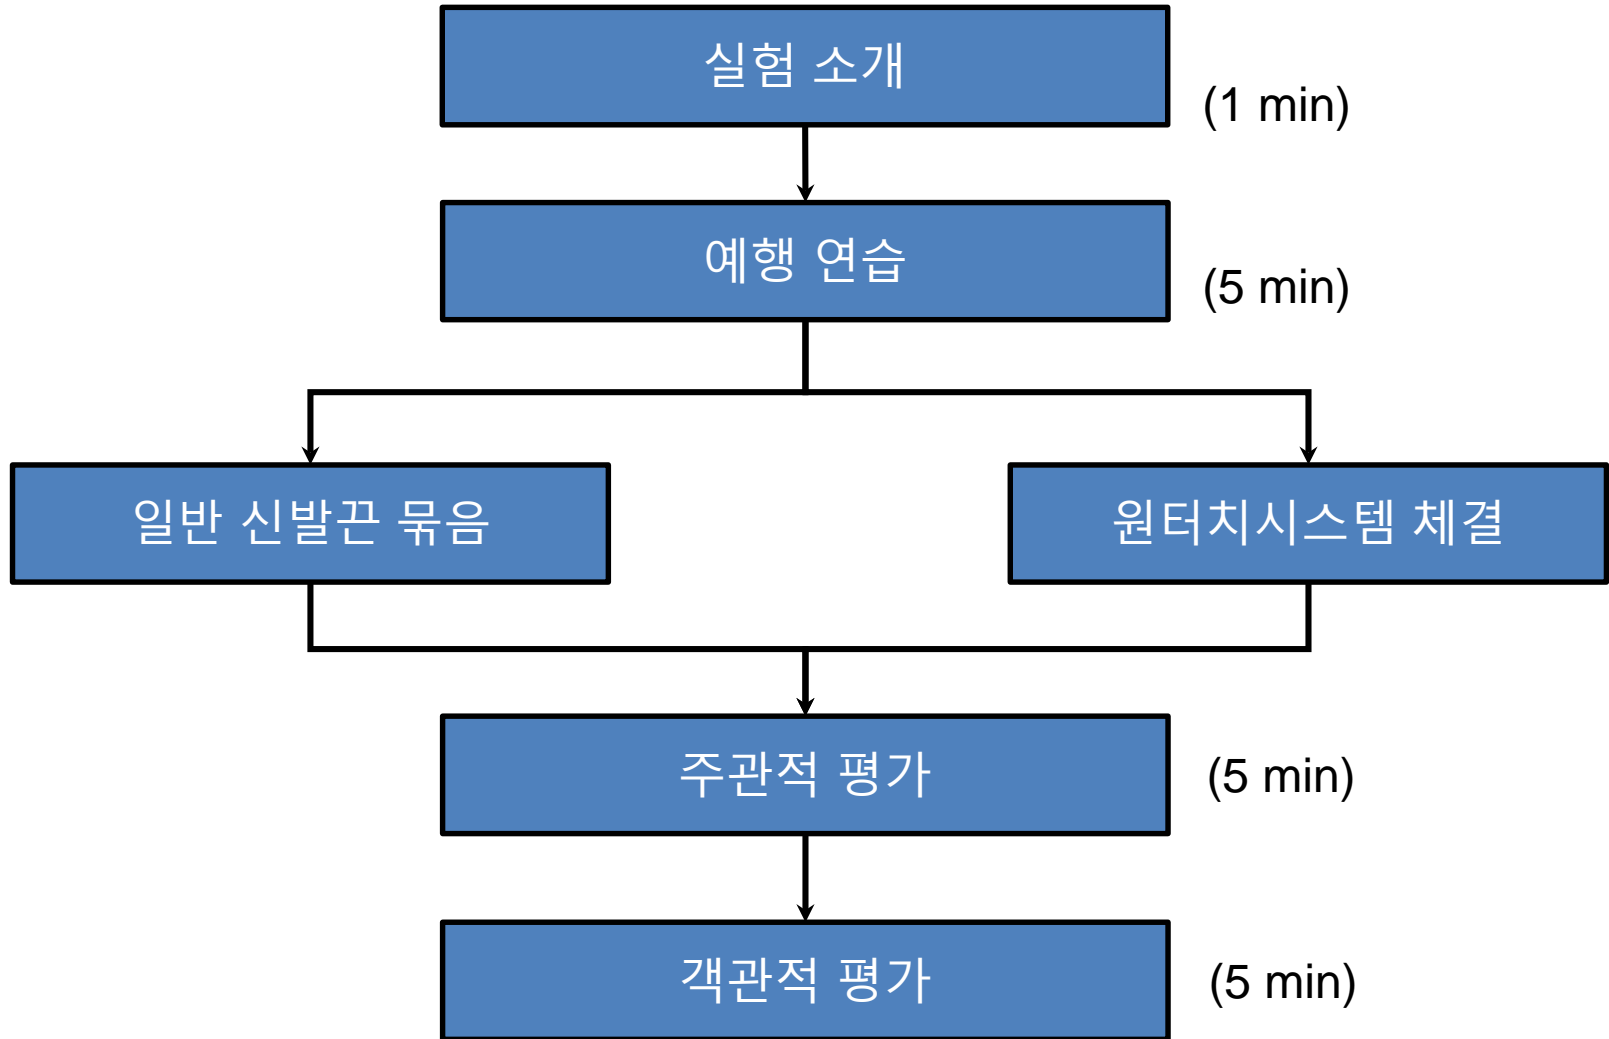 실험 소개
(1 min)
예행 연습
(5 min)
일반 신발끈 묶음
원터치시스템 체결
주관적 평가
(5 min)
객관적 평가
(5 min)